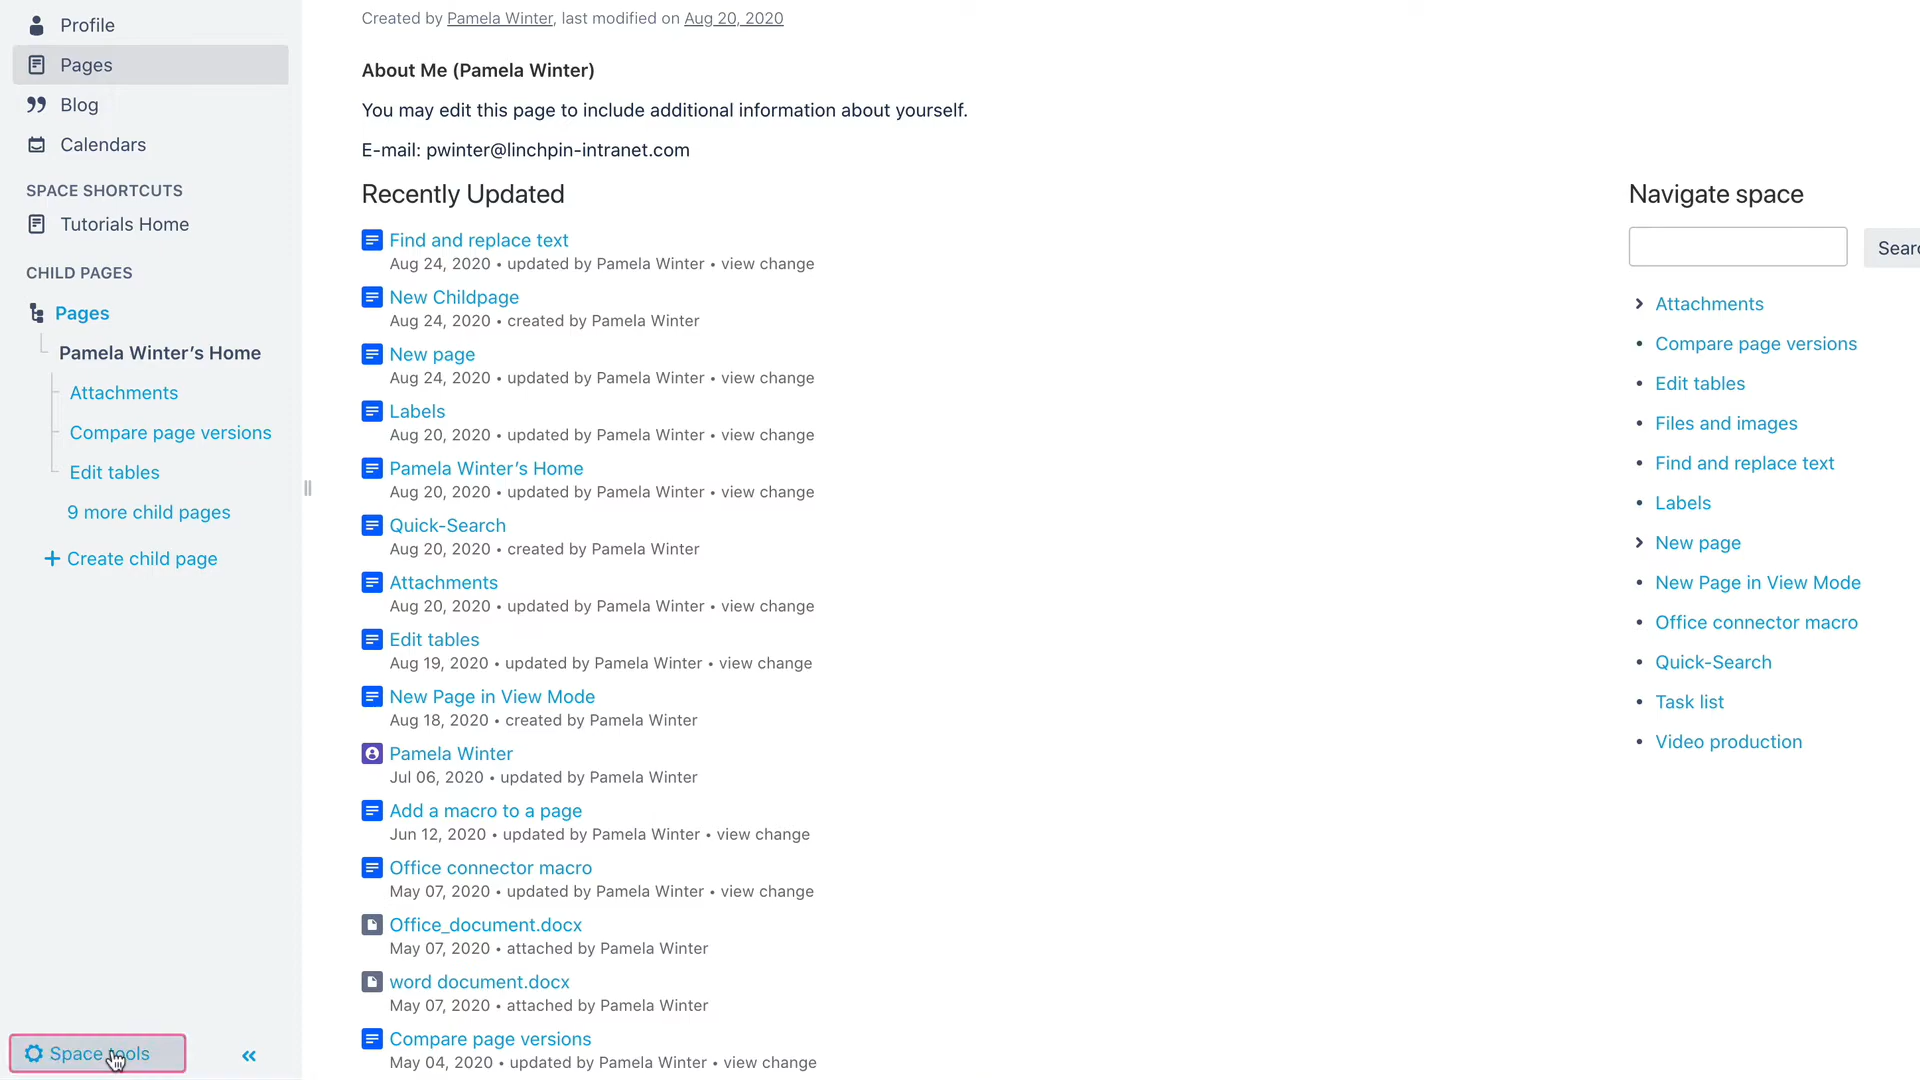 Profile
Pages
Blog
Calendars
SPACE SHORTCUTS
Tutorials Home
CHILD PAGES
Pages
Pamela Winter’s Home
Attachments
Compare page versions
Edit tables
9 more child pages
+ Create child page
Space tools
Created by Pamela Winter, last modified on Aug 20, 2020
About Me (Pamela Winter)
You may edit this page to include additional information about yourself.
E-mail: pwinter@linchpin-intranet.com
Recently Updated
Find and replace text
Aug 24, 2020 • updated by Pamela Winter • view change
New Childpage
Aug 24, 2020 • created by Pamela Winter
New page
Aug 24, 2020 • updated by Pamela Winter • view change
Labels
Aug 20, 2020 • updated by Pamela Winter • view change
Pamela Winter’s Home
Aug 20, 2020 • updated by Pamela Winter • view change
Quick-Search
Aug 20, 2020 • created by Pamela Winter
Attachments
Aug 20, 2020 • updated by Pamela Winter • view change
Edit tables
Aug 19, 2020 • updated by Pamela Winter • view change
New Page in View Mode
Aug 18, 2020 • created by Pamela Winter
Pamela Winter
Jul 06, 2020 • updated by Pamela Winter
Add a macro to a page
Jun 12, 2020 • updated by Pamela Winter • view change
Office connector macro
May 07, 2020 • updated by Pamela Winter • view change
Office_document.docx
May 07, 2020 • attached by Pamela Winter
word document.docx
May 07, 2020 • attached by Pamela Winter
Compare page versions
May 04, 2020 • updated by Pamela Winter • view change
Navigate space
Searc
Attachments
• Compare page versions
• Edit tables
• Files and images
• Find and replace text
• Labels
New page
• New Page in View Mode
• Office connector macro
• Quick-Search
• Task list
• Video production